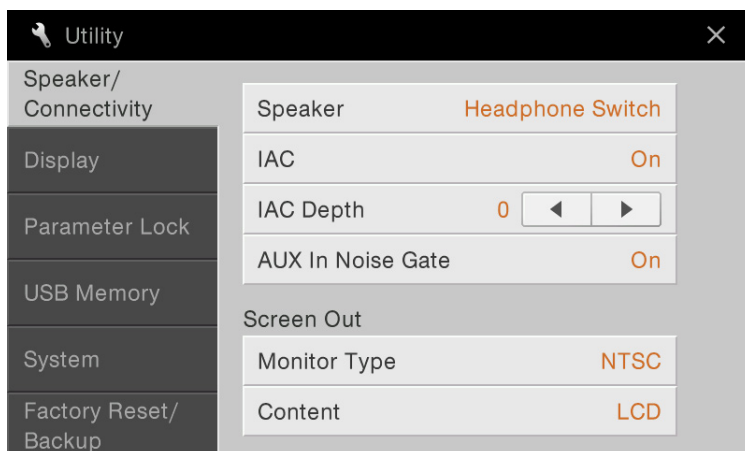 Utility
Speaker/
Connectivity
Display
Parameter Lock
USB Memory
System
Factory Reset/
Backup
Speaker Headphone Switch
IAC On
IAC Depth 0
AUX In Noise Gate On
Screen Out
Monitor Type NTSC
Content LCD